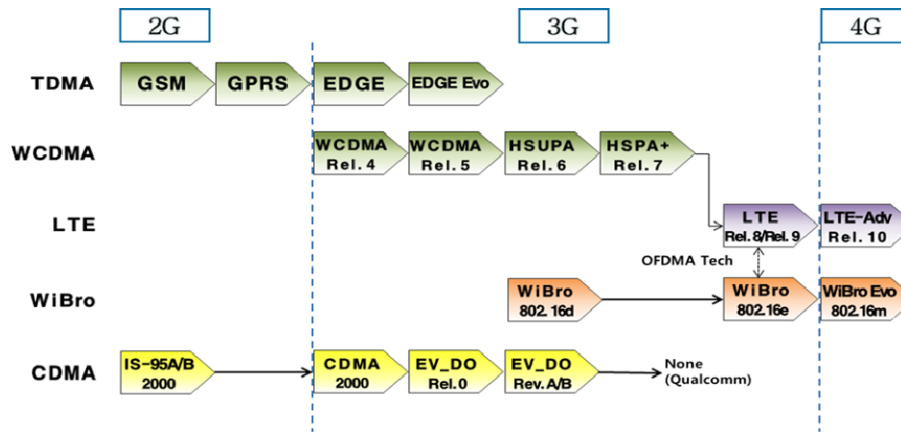 2G
3G
4G
TDMA
GSM
GPRS
EDGE
EDGE Evo
WCDMA
WCDMA
Rel. 4
WCDMA
Rel. 5
HSUPA
Rel. 6
HSPA+
Rel. 7
LTE
LTE
Rel. 8/Rel. 9
LTE-Adv
Rel. 10
OFDMA Tech
WiBro
WiBro
802. 16d
WiBro
802. 16e
WiBro Evo
802.16m
CDMA
IS-95A/B
2000
CDMA
2000
EV_DO
Rel. 0
EV_DO
Rev. A/B
None
(Qualcomm)